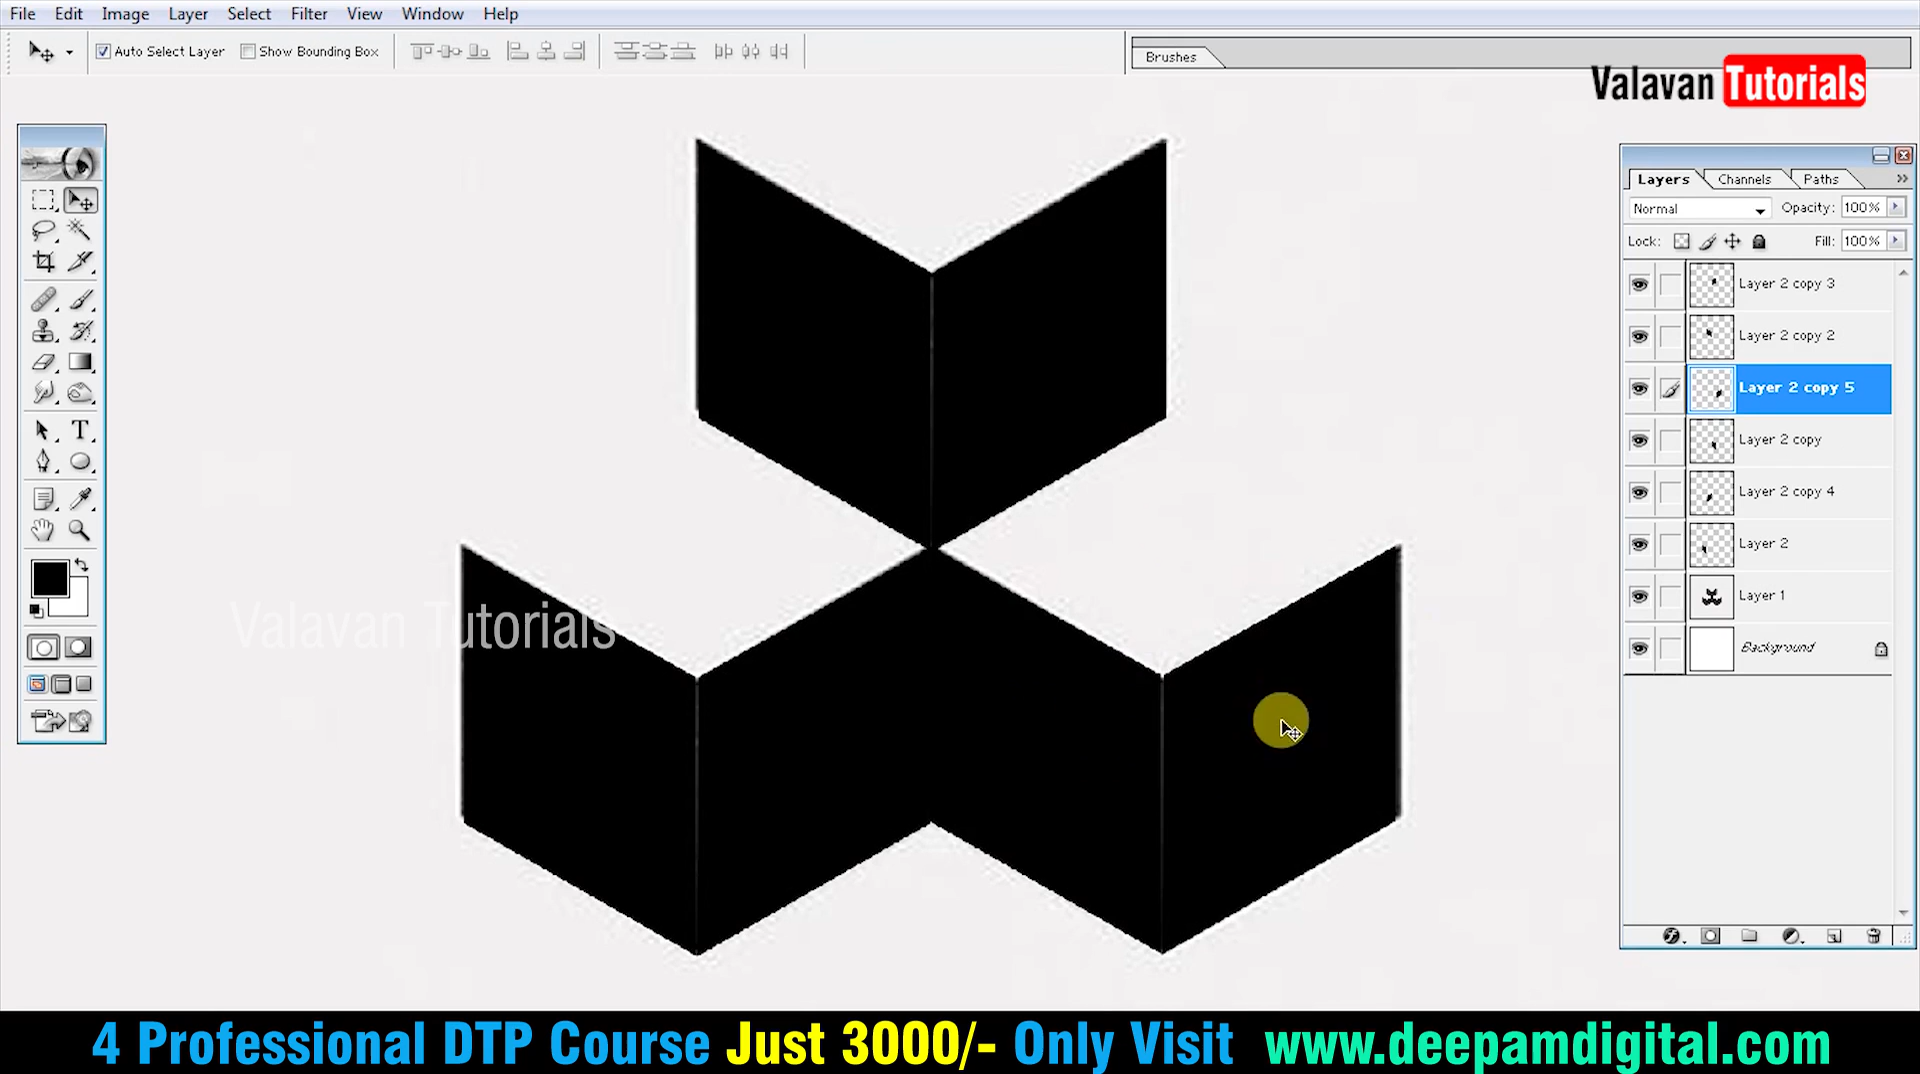 File Edit Image Layer Select Filter View Window Help
Auto Select Layer Show Bounding Box
Brushes
Valavan Tutorials
Layers Channels Paths
Normal Opacity: 100%
Lock: Fill: 100%
Layer 2 copy 3
Layer 2 copy 2
Layer 2 copy 5
Layer 2 copy
Layer 2 copy 4
Layer 2
Layer 1
Background
Valavan Tutorials
4 Professional DTP Course Just 3000/- Only Visit www.deepamdigital.com